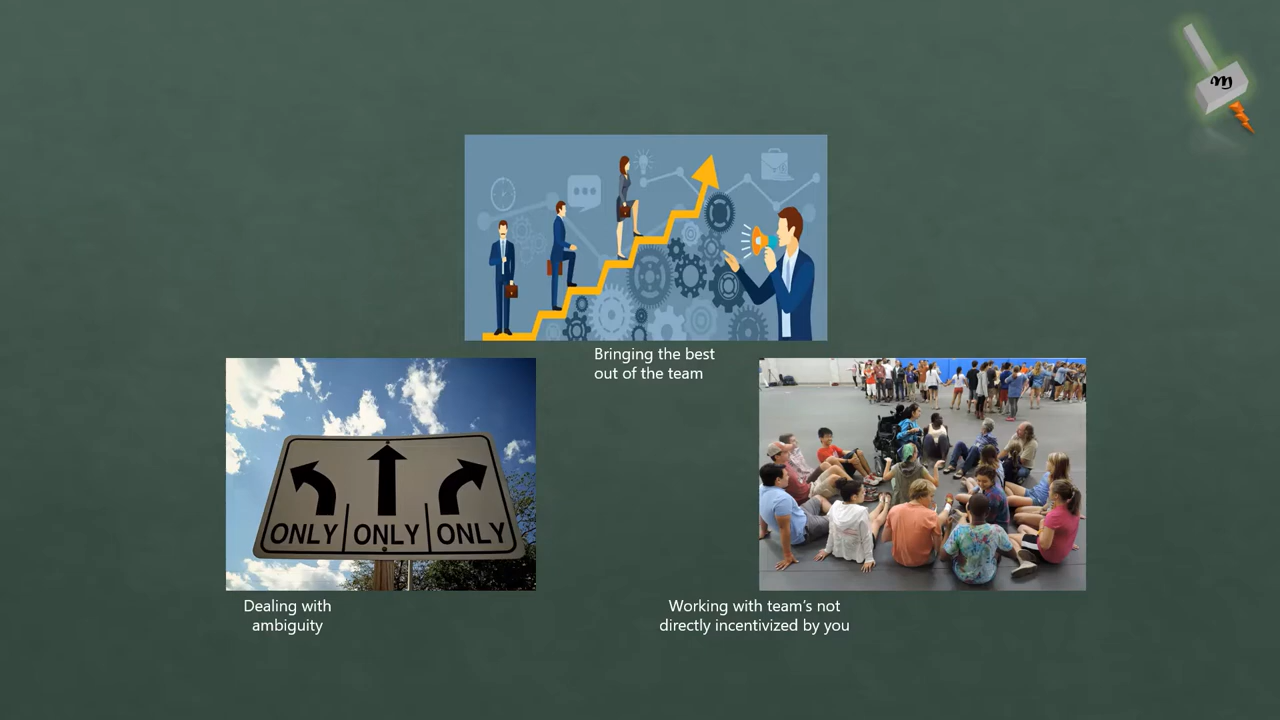 m
Bringing the best
out of the team
ONLY ONLY ONLY
Dealing with
ambiguity
Working with team's not
directly incentivized by you